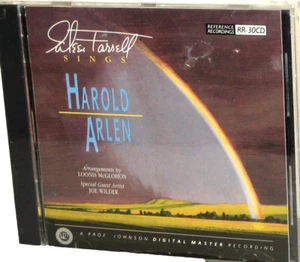 Eileen Farrell
SINGS
HAROLD
ARLEN
REFERENCE
RECORDINGS
RR-30CD
Arrangements by
LOONIS McGLOHON
Special Guest Artist
JOE WILDER
A PROF. JOHNSON DIGITAL MASTER RECORDING